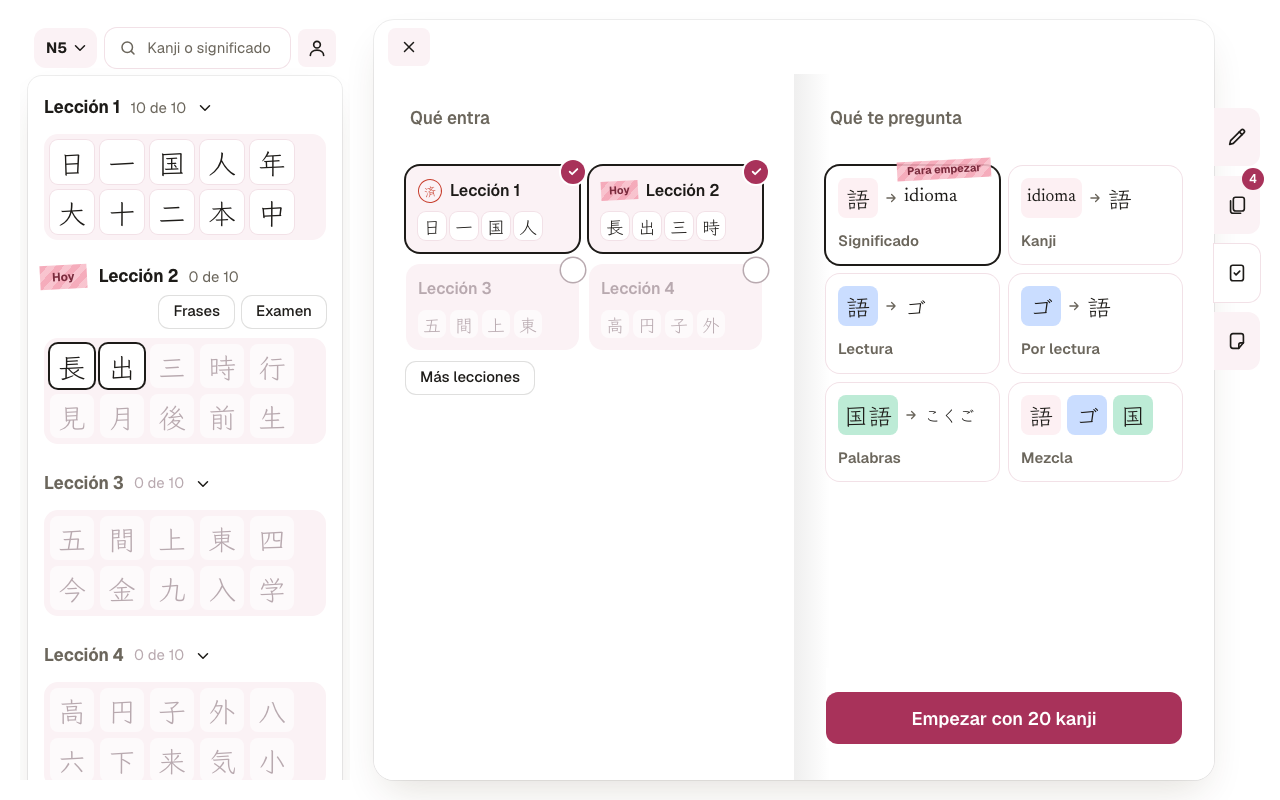 N5
Kanji o significado
Lección 1 10 de 10
日 一 国 人 年
大 十 二 本 中
Hoy Lección 2 0 de 10
Frases Examen
長 出 三 時 行
見 月 後 前 生
Lección 3 0 de 10
五 間 上 東 四
今 金 九 入 学
Lección 4 0 de 10
高 円 子 外 八
六 下 来 気 小
Qué entra
済 Lección 1
日 一 国 人
Hoy Lección 2
長 出 三 時
Lección 3
五 間 上 東
Lección 4
高 円 子 外
Más lecciones
Qué te pregunta
Para empezar
語 → idioma
Significado
idioma → 語
Kanji
語 → ゴ
Lectura
ゴ → 語
Por lectura
国語 → こくご
Palabras
語 ゴ 国
Mezcla
Empezar con 20 kanji
4